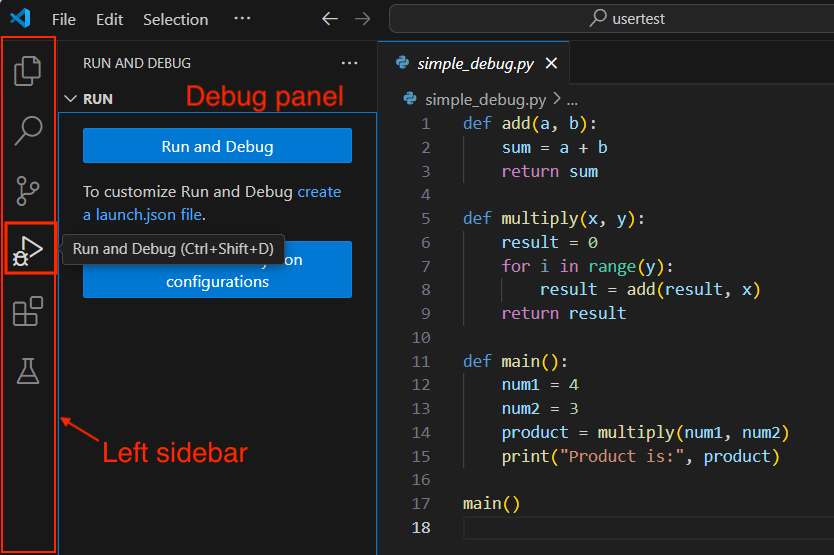 File Edit Selection ··· usertest
RUN AND DEBUG ···
RUN
Debug panel
Run and Debug
To customize Run and Debug create
a launch.json file.
Run and Debug (Ctrl+Shift+D)
on
configurations
Left sidebar
simple_debug.py
simple_debug.py > ...
1 def add(a, b):
2 sum = a + b
3 return sum
4
5 def multiply(x, y):
6 result = 0
7 for i in range(y):
8 result = add(result, x)
9 return result
10
11 def main():
12 num1 = 4
13 num2 = 3
14 product = multiply(num1, num2)
15 print("Product is:", product)
16
17 main()
18